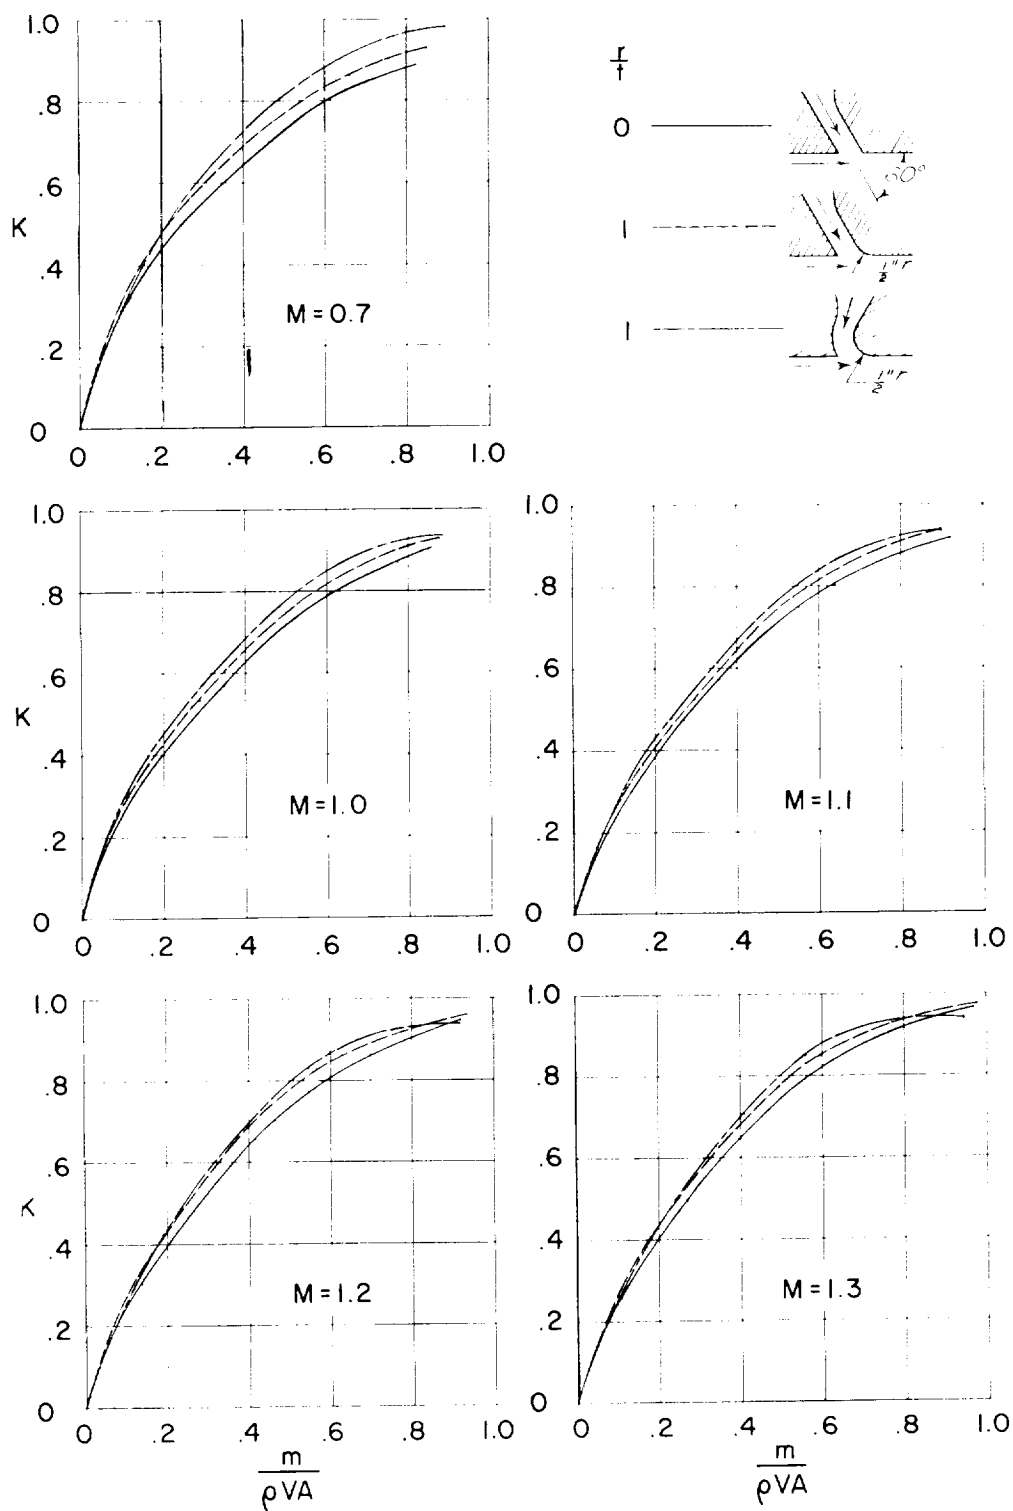 1.0
.8
.6
K
.4
.2
0
M = 0.7
0 .2 .4 .6 .8 1.0
r/t
0
60°
1
1/2" r
1
1/2" r
1.0
.8
.6
K
.4
.2
0
M = 1.0
0 .2 .4 .6 .8 1.0
1.0
.8
.6
.4
.2
0
M = 1.1
0 .2 .4 .6 .8 1.0
1.0
.8
.6
K
.4
.2
0
M = 1.2
0 .2 .4 .6 .8 1.0
m/ρVA
1.0
.8
.6
.4
.2
0
M = 1.3
0 .2 .4 .6 .8 1.0
m/ρVA